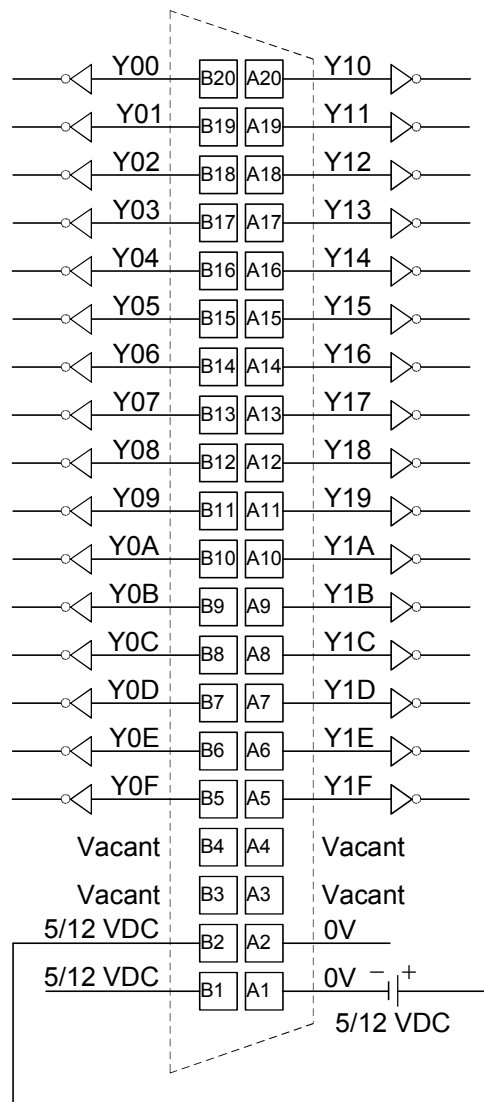 Y00 B20 A20 Y10
Y01 B19 A19 Y11
Y02 B18 A18 Y12
Y03 B17 A17 Y13
Y04 B16 A16 Y14
Y05 B15 A15 Y15
Y06 B14 A14 Y16
Y07 B13 A13 Y17
Y08 B12 A12 Y18
Y09 B11 A11 Y19
Y0A B10 A10 Y1A
Y0B B9 A9 Y1B
Y0C B8 A8 Y1C
Y0D B7 A7 Y1D
Y0E B6 A6 Y1E
Y0F B5 A5 Y1F
Vacant B4 A4 Vacant
Vacant B3 A3 Vacant
5/12 VDC B2 A2 0V
5/12 VDC B1 A1 0V − +
5/12 VDC